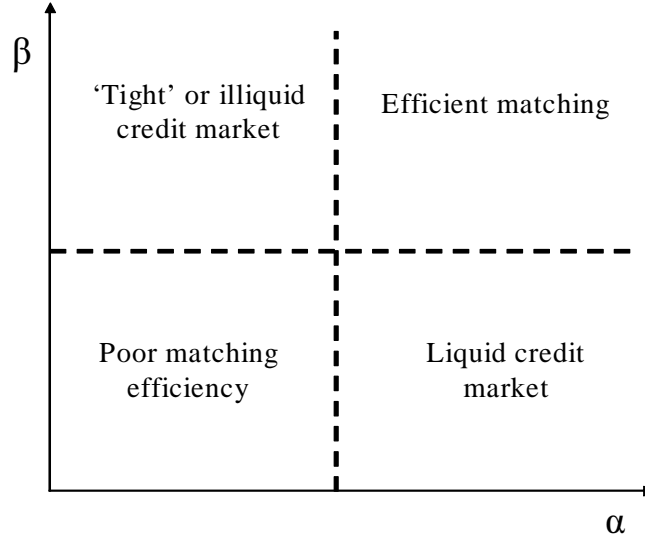 β
‘Tight’ or illiquid
credit market
Efficient matching
Poor matching
efficiency
Liquid credit
market
α